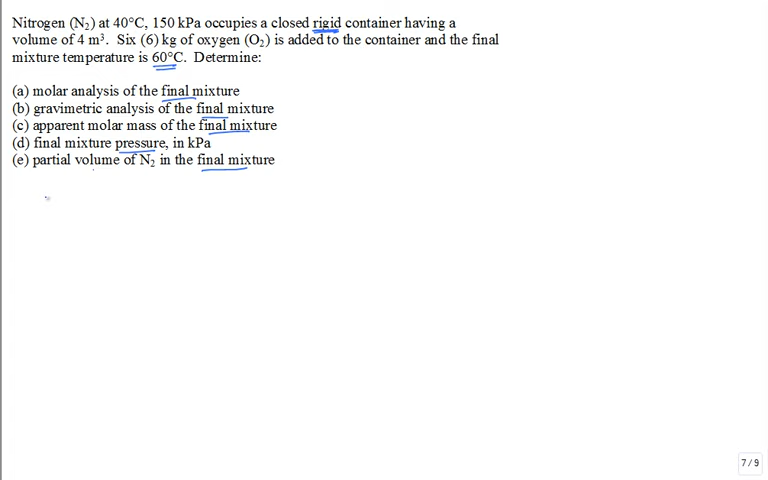 Nitrogen (N₂) at 40°C, 150 kPa occupies a closed rigid container having a
volume of 4 m³. Six (6) kg of oxygen (O₂) is added to the container and the final
mixture temperature is 60°C. Determine:
(a) molar analysis of the final mixture
(b) gravimetric analysis of the final mixture
(c) apparent molar mass of the final mixture
(d) final mixture pressure, in kPa
(e) partial volume of N₂ in the final mixture
7 / 9